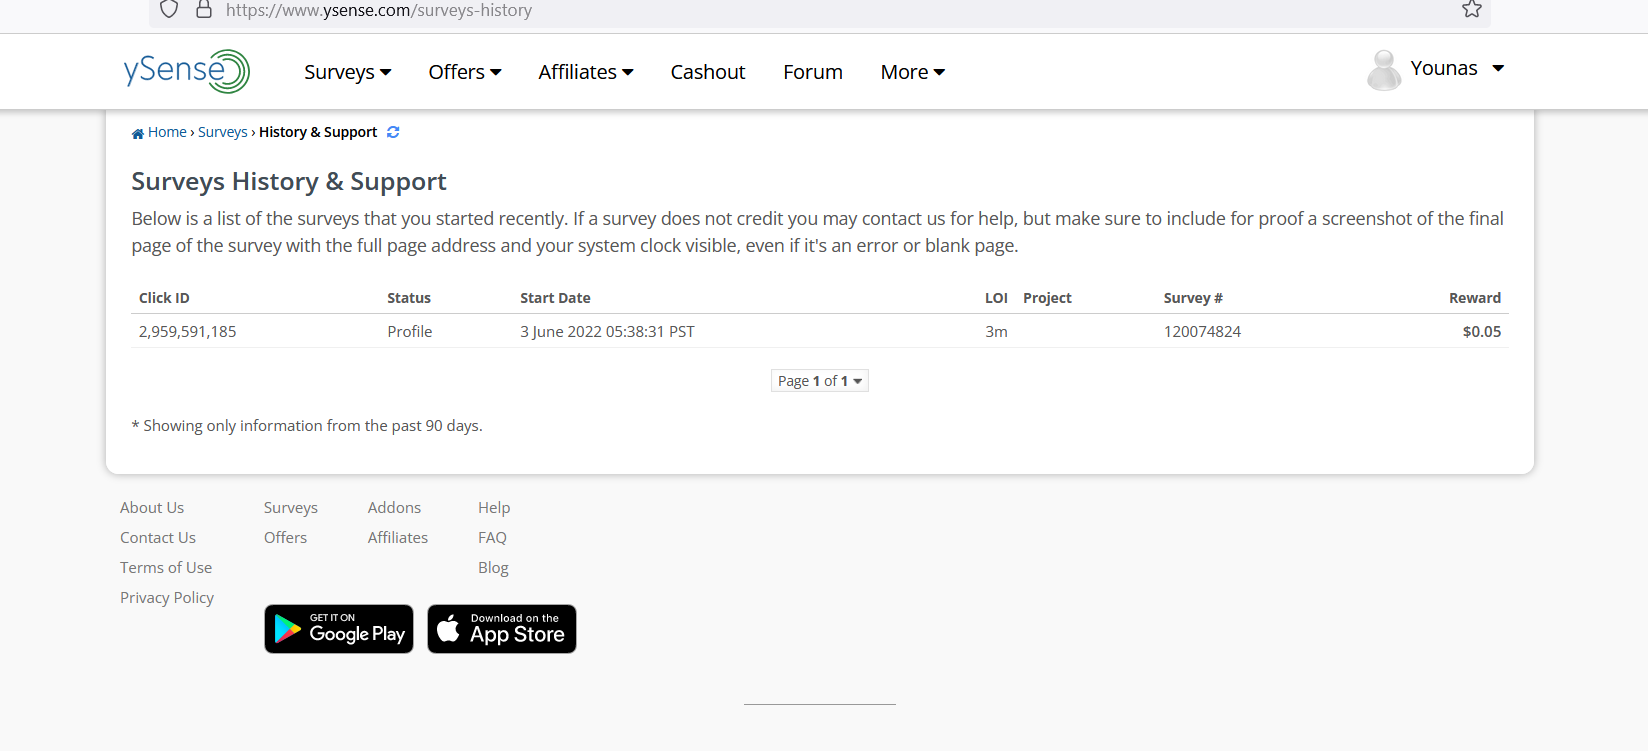 https://www.ysense.com/surveys-history
ySense
Surveys Offers Affiliates Cashout Forum More
Younas
Home › Surveys › History & Support
Surveys History & Support
Below is a list of the surveys that you started recently. If a survey does not credit you may contact us for help, but make sure to include for proof a screenshot of the final
page of the survey with the full page address and your system clock visible, even if it's an error or blank page.
Click ID Status Start Date LOI Project Survey # Reward
2,959,591,185 Profile 3 June 2022 05:38:31 PST 3m 120074824 $0.05
Page 1 of 1
* Showing only information from the past 90 days.
About Us Surveys Addons Help
Contact Us Offers Affiliates FAQ
Terms of Use Blog
Privacy Policy
GET IT ON
Google Play
Download on the
App Store